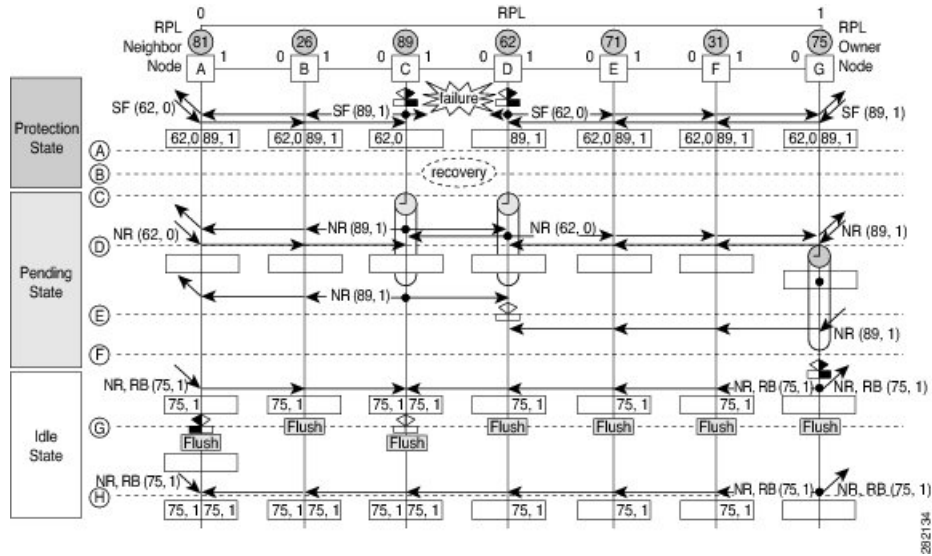 0 RPL 1
RPL Neighbor Node
81 26 89 62 71 31 75
RPL Owner Node
A 1 0 B 1 0 C 1 0 D 1 0 E 1 0 F 1 0 G
Protection State
failure
SF (62, 0) SF (89, 1) SF (62, 0) SF (89, 1)
62,0 89, 1 62,0 89, 1 62,0 89, 1 62,0 89, 1 62,0 89, 1 62,0 89, 1
A
B recovery
C
Pending State
NR (89, 1)
NR (62, 0) NR (62, 0) NR (89, 1)
D
NR (89, 1)
E
NR (89, 1)
F
Idle State
NR, RB (75, 1) NR, RB (75, 1) NR, RB (75, 1)
75, 1 75, 1 75, 1 75, 1 75, 1 75, 1 75, 1
G Flush Flush Flush Flush Flush Flush
Flush
NR, RB (75, 1) NR, RB (75, 1) NR, RB (75, 1)
H
75, 1 75, 1 75, 1 75, 1 75, 1 75, 1 75, 1
282134